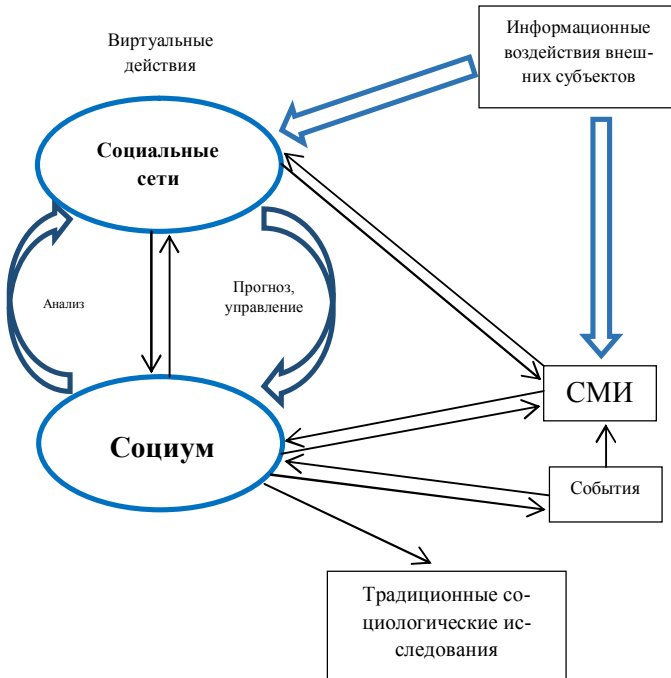 Виртуальные
действия
Информационные
воздействия внеш-
них субъектов
Социальные
сети
Анализ
Прогноз,
управление
СМИ
Социум
События
Традиционные со-
циологические ис-
следования